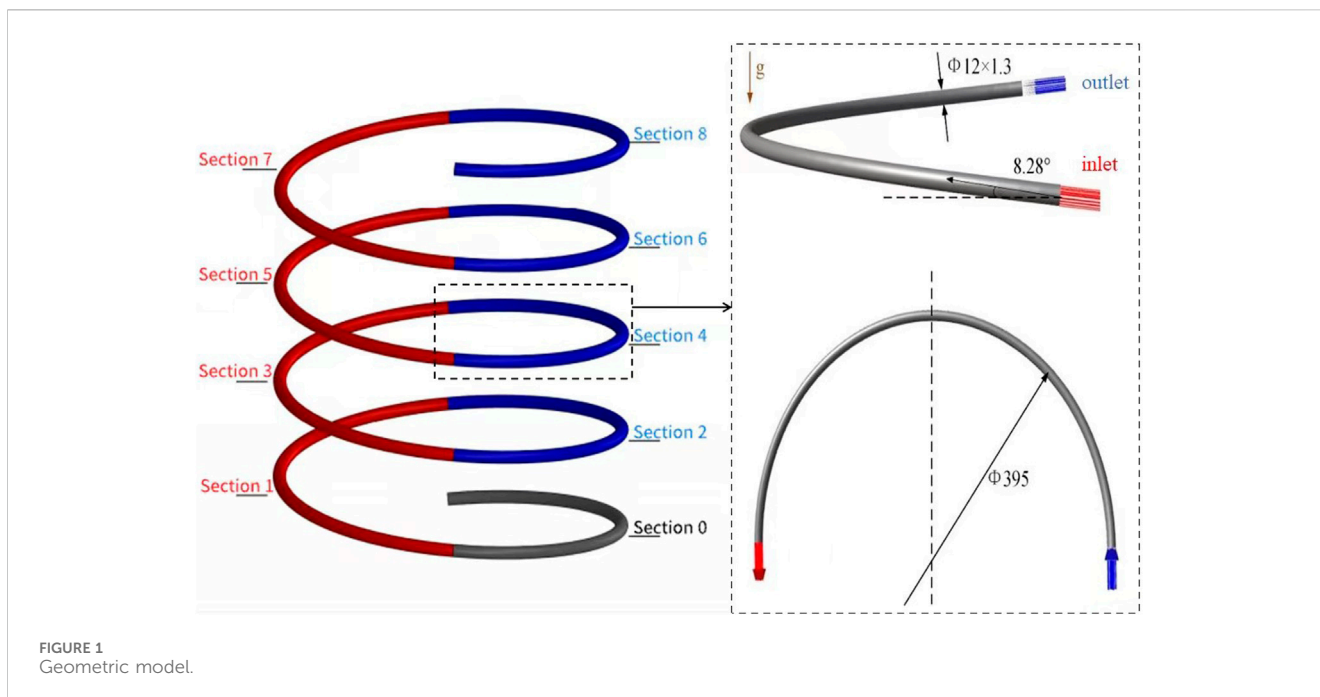 Section 7
Section 5
Section 3
Section 1
Section 8
Section 6
Section 4
Section 2
Section 0
g
Φ12×1.3
outlet
8.28°
inlet
Φ395
FIGURE 1
Geometric model.